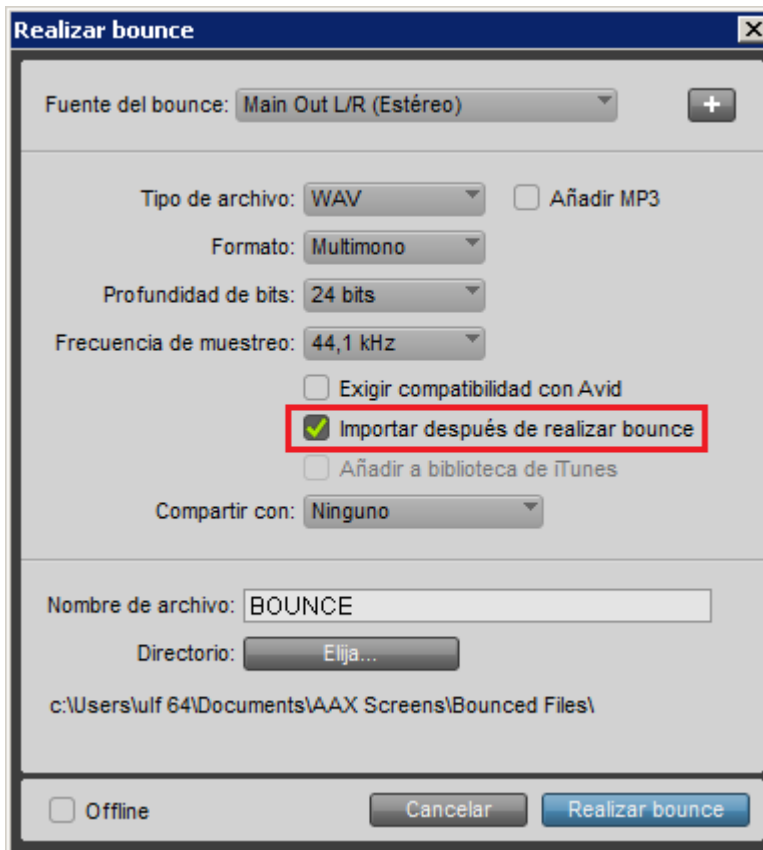 Realizar bounce
Fuente del bounce: Main Out L/R (Estéreo)
Tipo de archivo: WAV Añadir MP3
Formato: Multimono
Profundidad de bits: 24 bits
Frecuencia de muestreo: 44,1 kHz
Exigir compatibilidad con Avid
Importar después de realizar bounce
Añadir a biblioteca de iTunes
Compartir con: Ninguno
Nombre de archivo: BOUNCE
Directorio: Elija...
c:\Users\ulf 64\Documents\AAX Screens\Bounced Files\
Offline Cancelar Realizar bounce